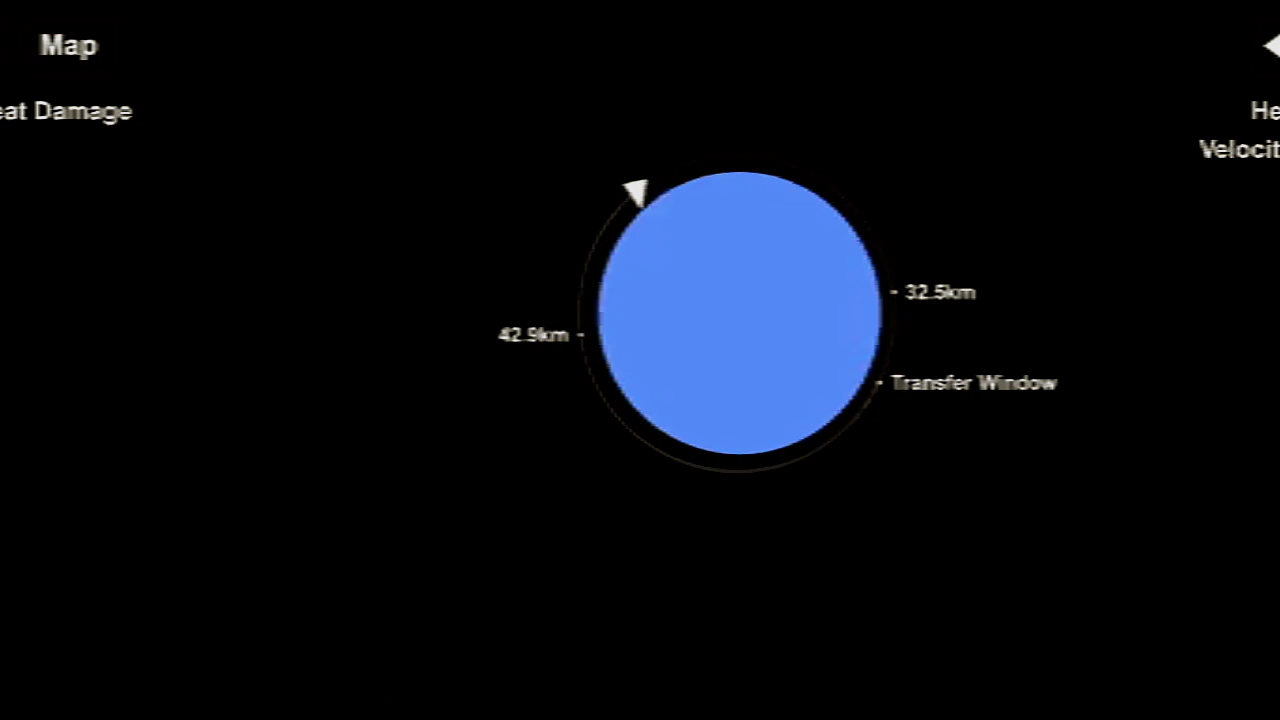 Map
eat Damage
He
Velocit
32.5km
42.9km
Transfer Window